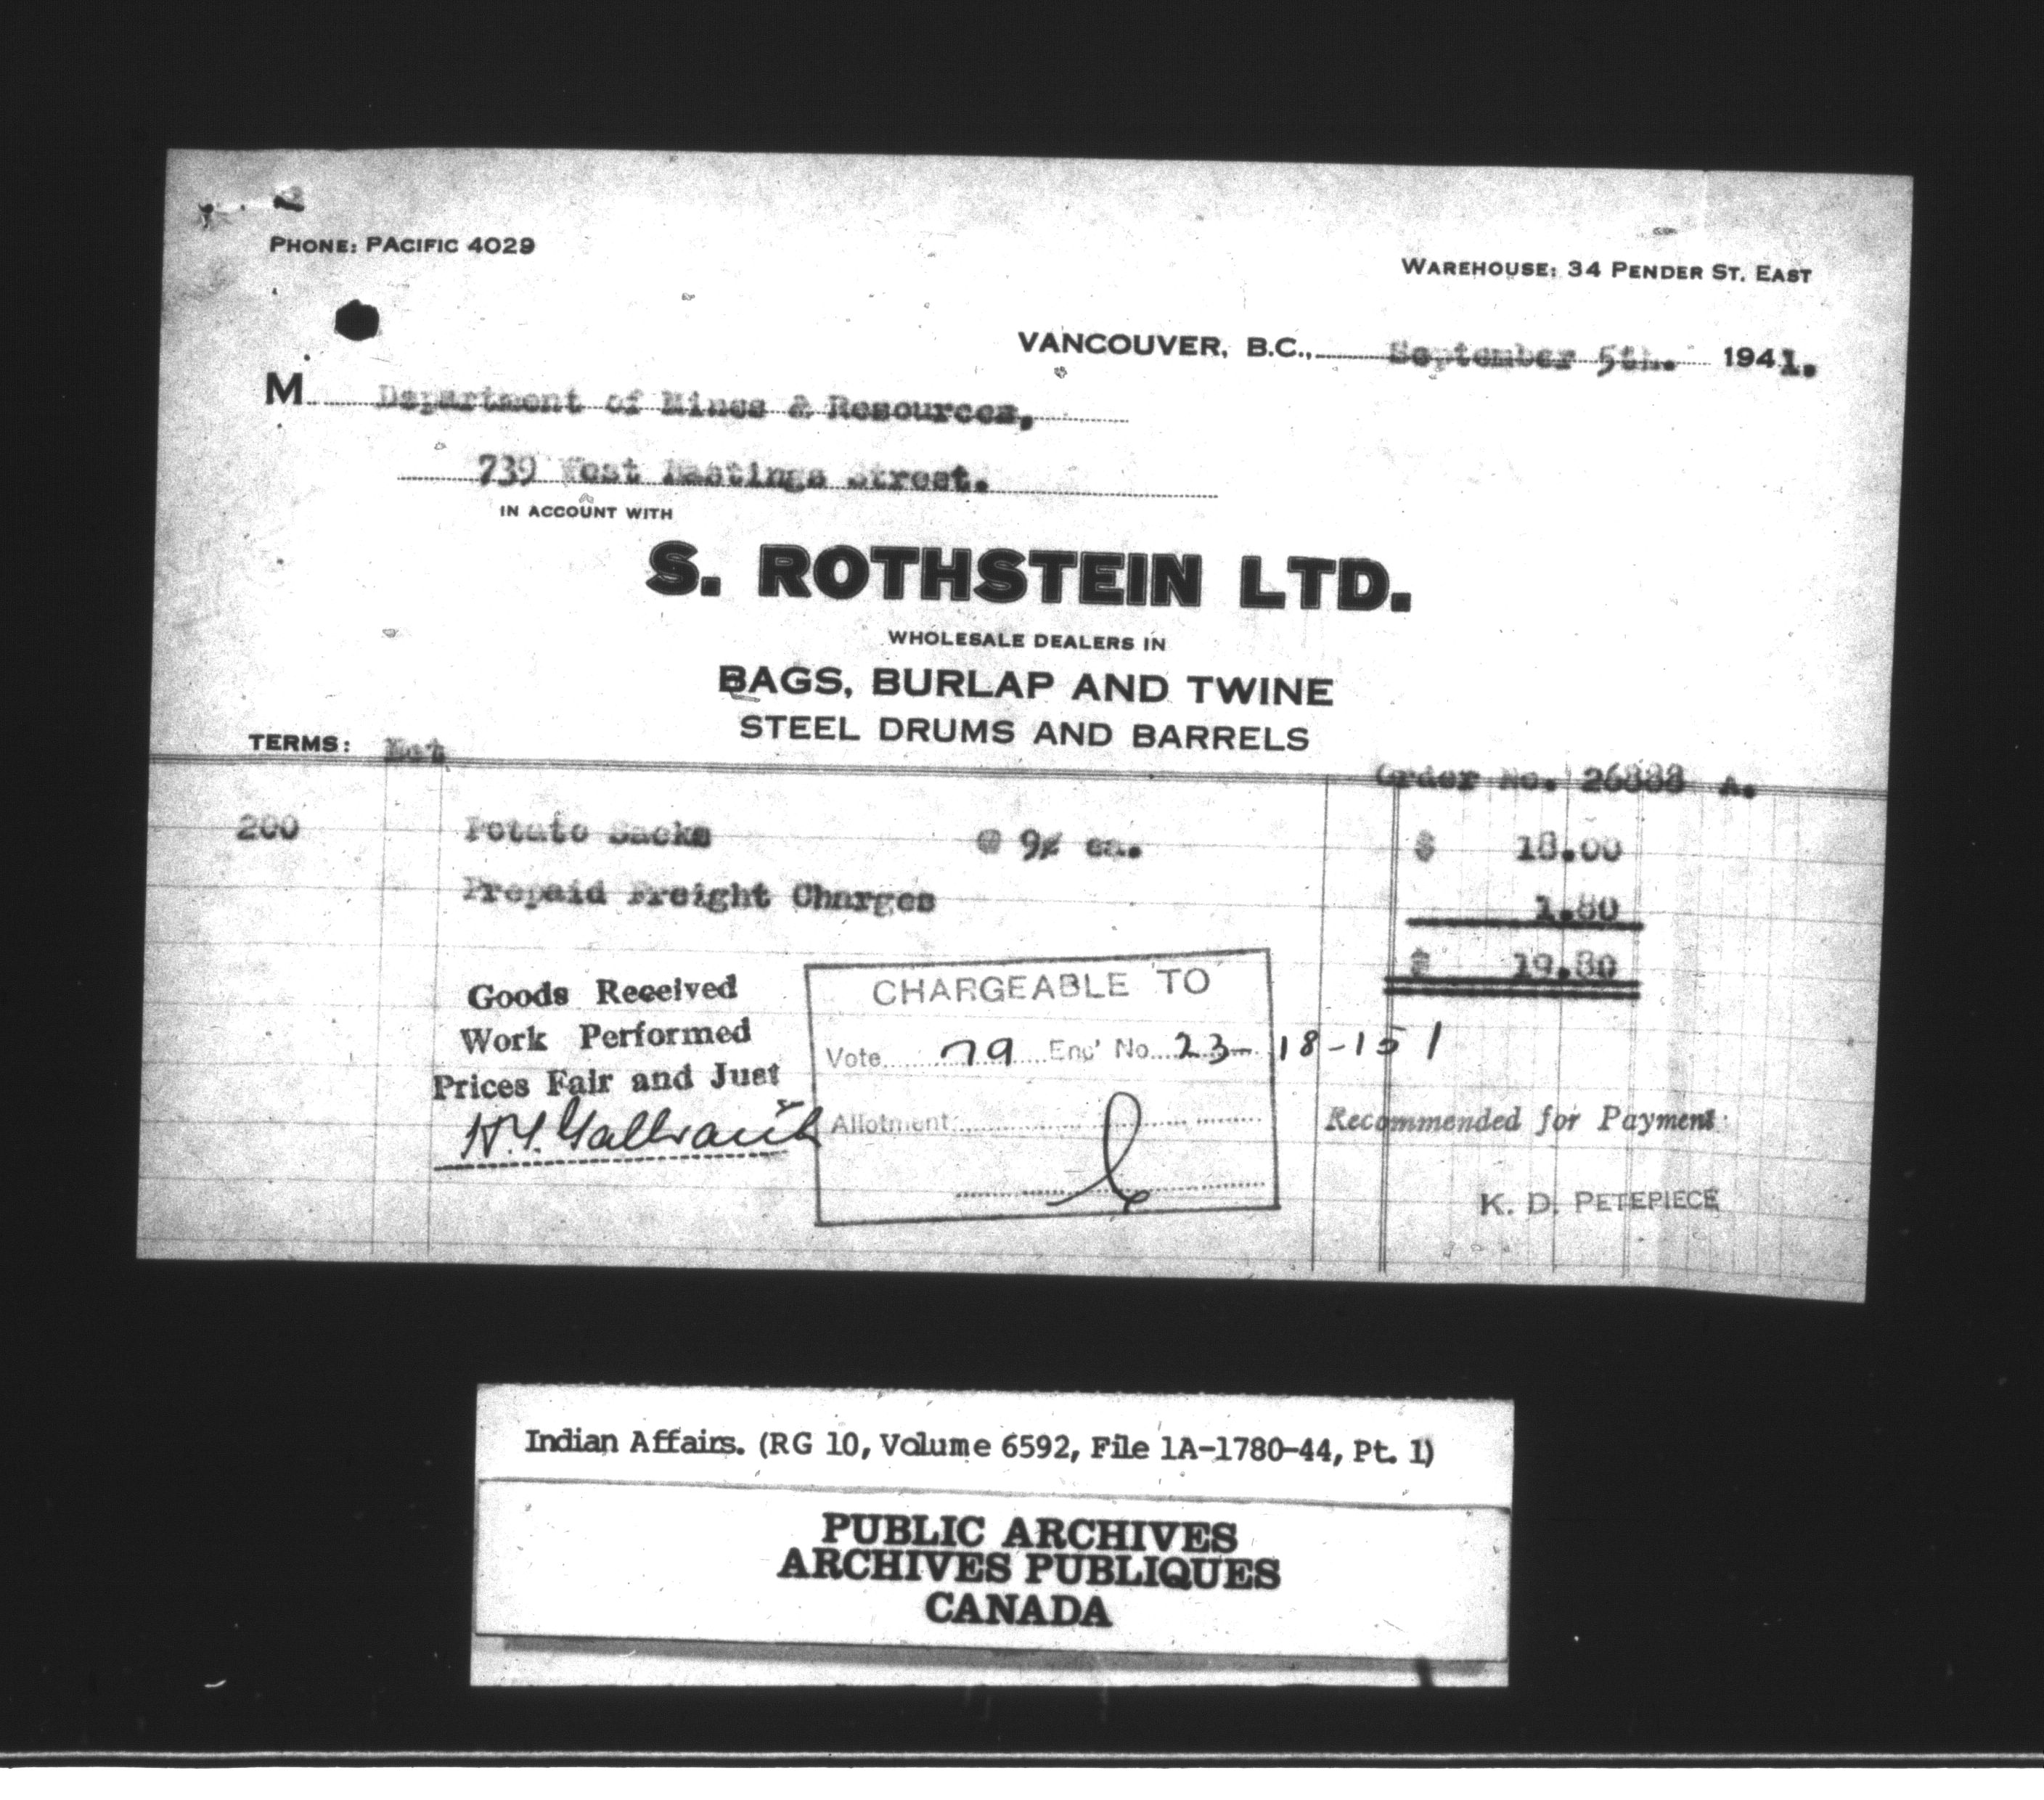 PHONE: PACIFIC 4029
WAREHOUSE: 34 PENDER ST. EAST
VANCOUVER, B.C., September 5th. 1941.
M Department of Mines & Resources,
739 West Hastings Street.
IN ACCOUNT WITH
S. ROTHSTEIN LTD.
WHOLESALE DEALERS IN
BAGS, BURLAP AND TWINE
STEEL DRUMS AND BARRELS
TERMS: Net
Order No. 26888 A.
200 Potato Sacks @ 9¢ ea. $ 18.00
Prepaid Freight Charges 1.80
$ 19.80
Goods Received
Work Performed
Prices Fair and Just
H.Y. Galbraith
CHARGEABLE TO
Vote 79 Enc' No. 23-18-151
Allotment
Recommended for Payment:
K. D. PETEPIECE
Indian Affairs. (RG 10, Volume 6592, File 1A-1780-44, Pt. 1)
PUBLIC ARCHIVES
ARCHIVES PUBLIQUES
CANADA